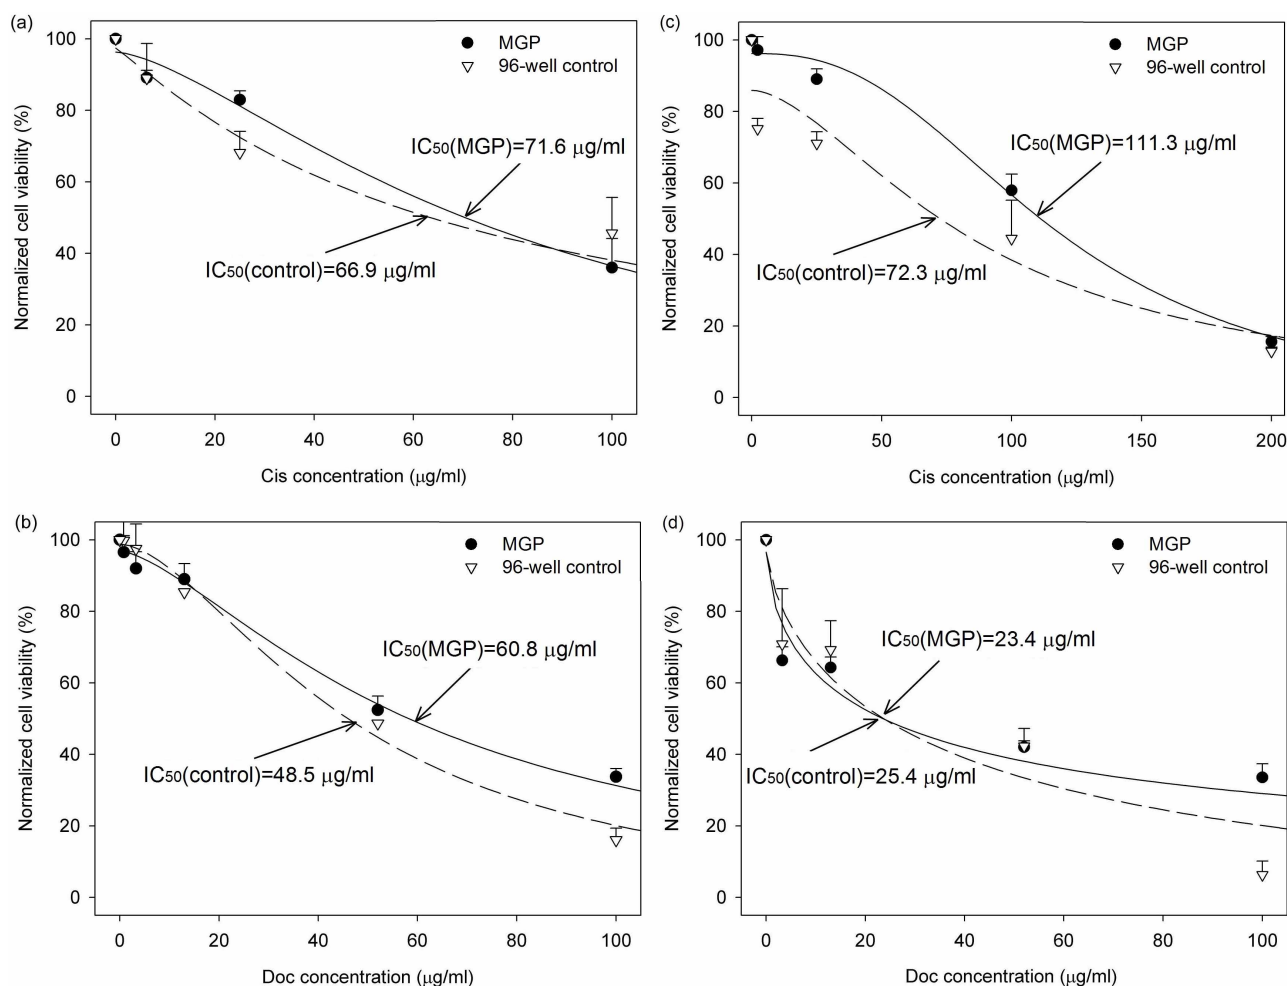 (a)
MGP
96-well control
Normalized cell viability (%)
100
80
60
40
20
0
IC50(MGP)=71.6 μg/ml
IC50(control)=66.9 μg/ml
0 20 40 60 80 100
Cis concentration (μg/ml)
(c)
MGP
96-well control
Normalized cell viability (%)
100
80
60
40
20
0
IC50(MGP)=111.3 μg/ml
IC50(control)=72.3 μg/ml
0 50 100 150 200
Cis concentration (μg/ml)
(b)
MGP
96-well control
Normalized cell viability (%)
100
80
60
40
20
0
IC50(MGP)=60.8 μg/ml
IC50(control)=48.5 μg/ml
0 20 40 60 80 100
Doc concentration (μg/ml)
(d)
MGP
96-well control
Normalized cell viability (%)
100
80
60
40
20
0
IC50(MGP)=23.4 μg/ml
IC50(control)=25.4 μg/ml
0 20 40 60 80 100
Doc concentration (μg/ml)